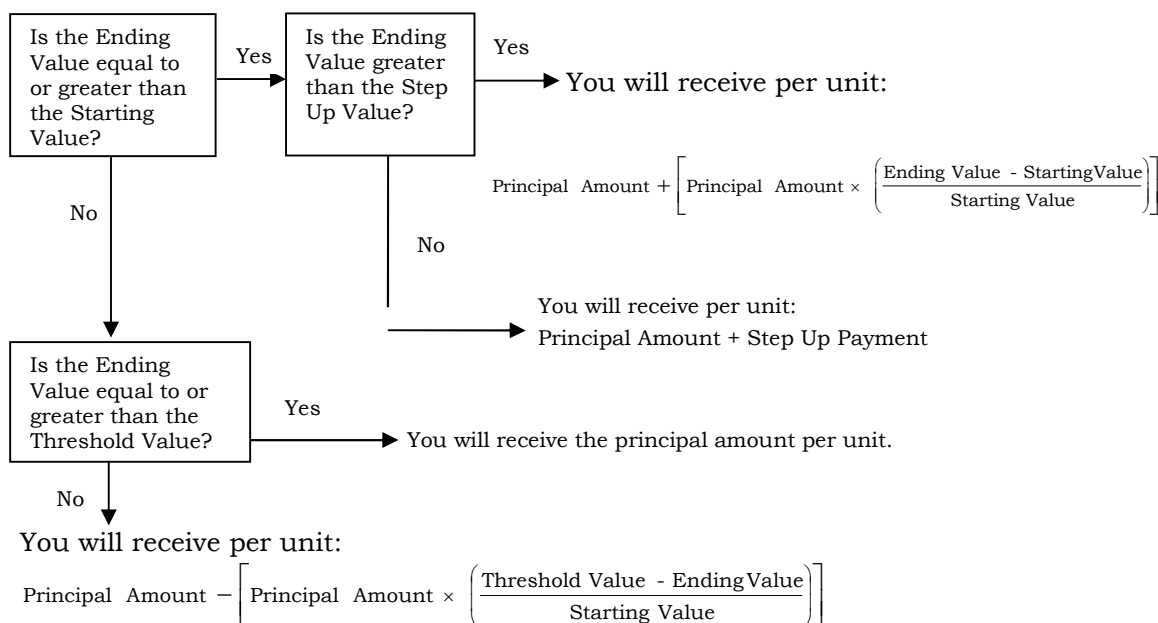 Is the Ending
Value equal to
or greater than
the Starting
Value?
Yes
Is the Ending
Value greater
than the Step
Up Value?
Yes
You will receive per unit:
Principal Amount + [Principal Amount × (Ending Value - StartingValue / Starting Value)]
No
No
You will receive per unit:
Principal Amount + Step Up Payment
Is the Ending
Value equal to or
greater than the
Threshold Value?
Yes
You will receive the principal amount per unit.
No
You will receive per unit:
Principal Amount − [Principal Amount × (Threshold Value - EndingValue / Starting Value)]